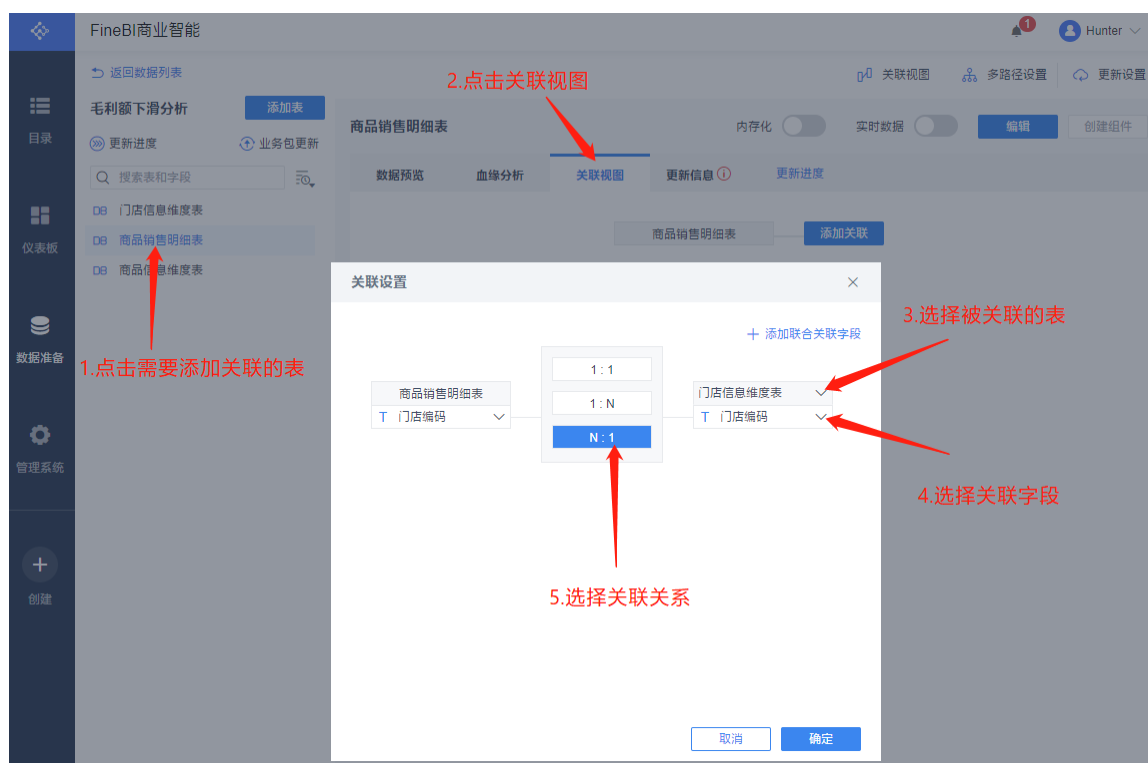 FineBI商业智能
1
Hunter
返回数据列表
关联视图
多路径设置
更新设置
2.点击关联视图
毛利额下滑分析
添加表
商品销售明细表
内存化
实时数据
编辑
创建组件
目录
更新进度
业务包更新
搜索表和字段
数据预览
血缘分析
关联视图
更新信息
更新进度
DB 门店信息维度表
DB 商品销售明细表
DB 商品信息维度表
仪表板
商品销售明细表
添加关联
关联设置
3.选择被关联的表
添加联合关联字段
数据准备
1.点击需要添加关联的表
1 : 1
商品销售明细表
1 : N
门店信息维度表
T 门店编码
N : 1
T 门店编码
管理系统
4.选择关联字段
5.选择关联关系
创建
取消
确定